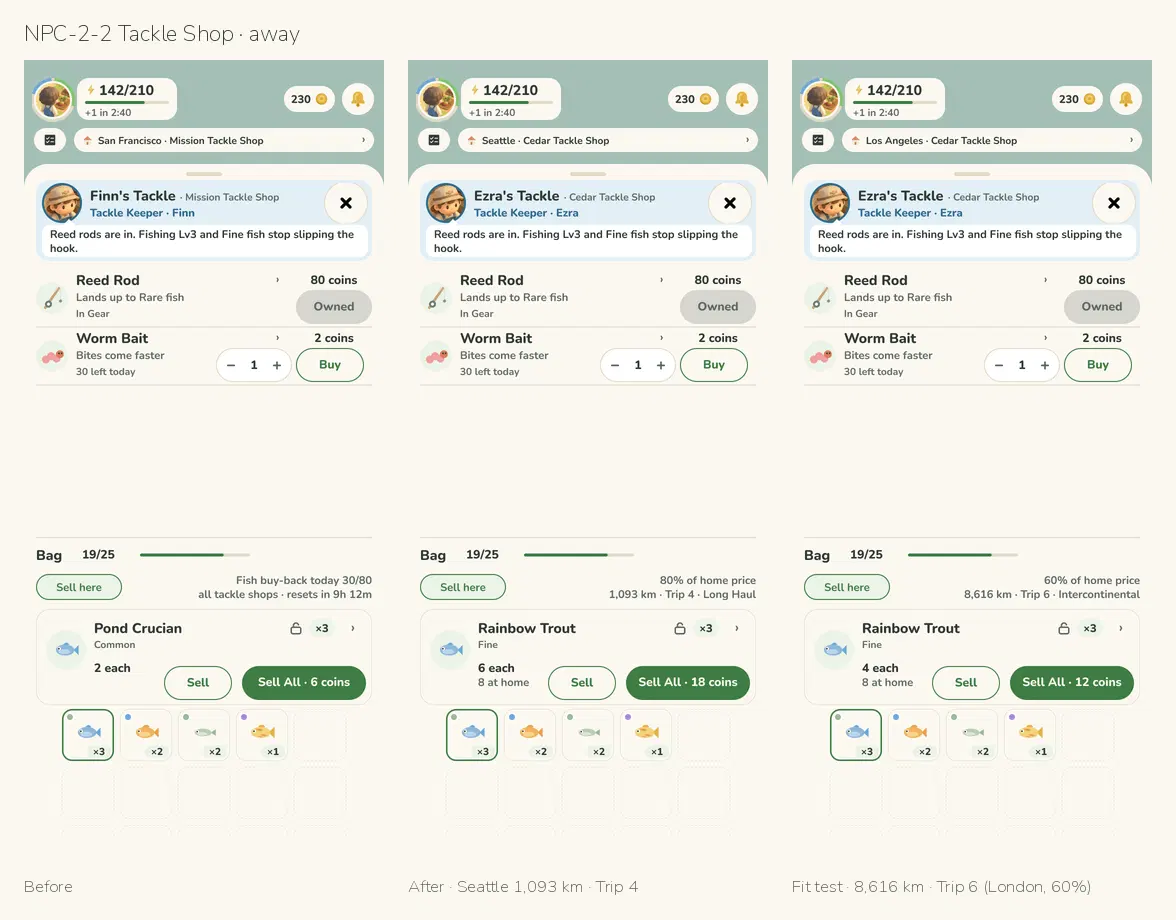 NPC-2-2 Tackle Shop · away
142/210
+1 in 2:40
230
San Francisco · Mission Tackle Shop ›
Finn's Tackle · Mission Tackle Shop
Tackle Keeper · Finn
Reed rods are in. Fishing Lv3 and Fine fish stop slipping the
hook.
Reed Rod › 80 coins
Lands up to Rare fish
In Gear
Owned
Worm Bait › 2 coins
Bites come faster
30 left today
− 1 + Buy
Bag 19/25
Sell here
Fish buy-back today 30/80
all tackle shops · resets in 9h 12m
Pond Crucian ×3 ›
Common
2 each
Sell Sell All · 6 coins
×3 ×2 ×2 ×1
Before
142/210
+1 in 2:40
230
Seattle · Cedar Tackle Shop ›
Ezra's Tackle · Cedar Tackle Shop
Tackle Keeper · Ezra
Reed rods are in. Fishing Lv3 and Fine fish stop slipping the
hook.
Reed Rod › 80 coins
Lands up to Rare fish
In Gear
Owned
Worm Bait › 2 coins
Bites come faster
30 left today
− 1 + Buy
Bag 19/25
Sell here
80% of home price
1,093 km · Trip 4 · Long Haul
Rainbow Trout ×3 ›
Fine
6 each
8 at home
Sell Sell All · 18 coins
×3 ×2 ×2 ×1
After · Seattle 1,093 km · Trip 4
142/210
+1 in 2:40
230
Los Angeles · Cedar Tackle Shop ›
Ezra's Tackle · Cedar Tackle Shop
Tackle Keeper · Ezra
Reed rods are in. Fishing Lv3 and Fine fish stop slipping the
hook.
Reed Rod › 80 coins
Lands up to Rare fish
In Gear
Owned
Worm Bait › 2 coins
Bites come faster
30 left today
− 1 + Buy
Bag 19/25
Sell here
60% of home price
8,616 km · Trip 6 · Intercontinental
Rainbow Trout ×3 ›
Fine
4 each
8 at home
Sell Sell All · 12 coins
×3 ×2 ×2 ×1
Fit test · 8,616 km · Trip 6 (London, 60%)